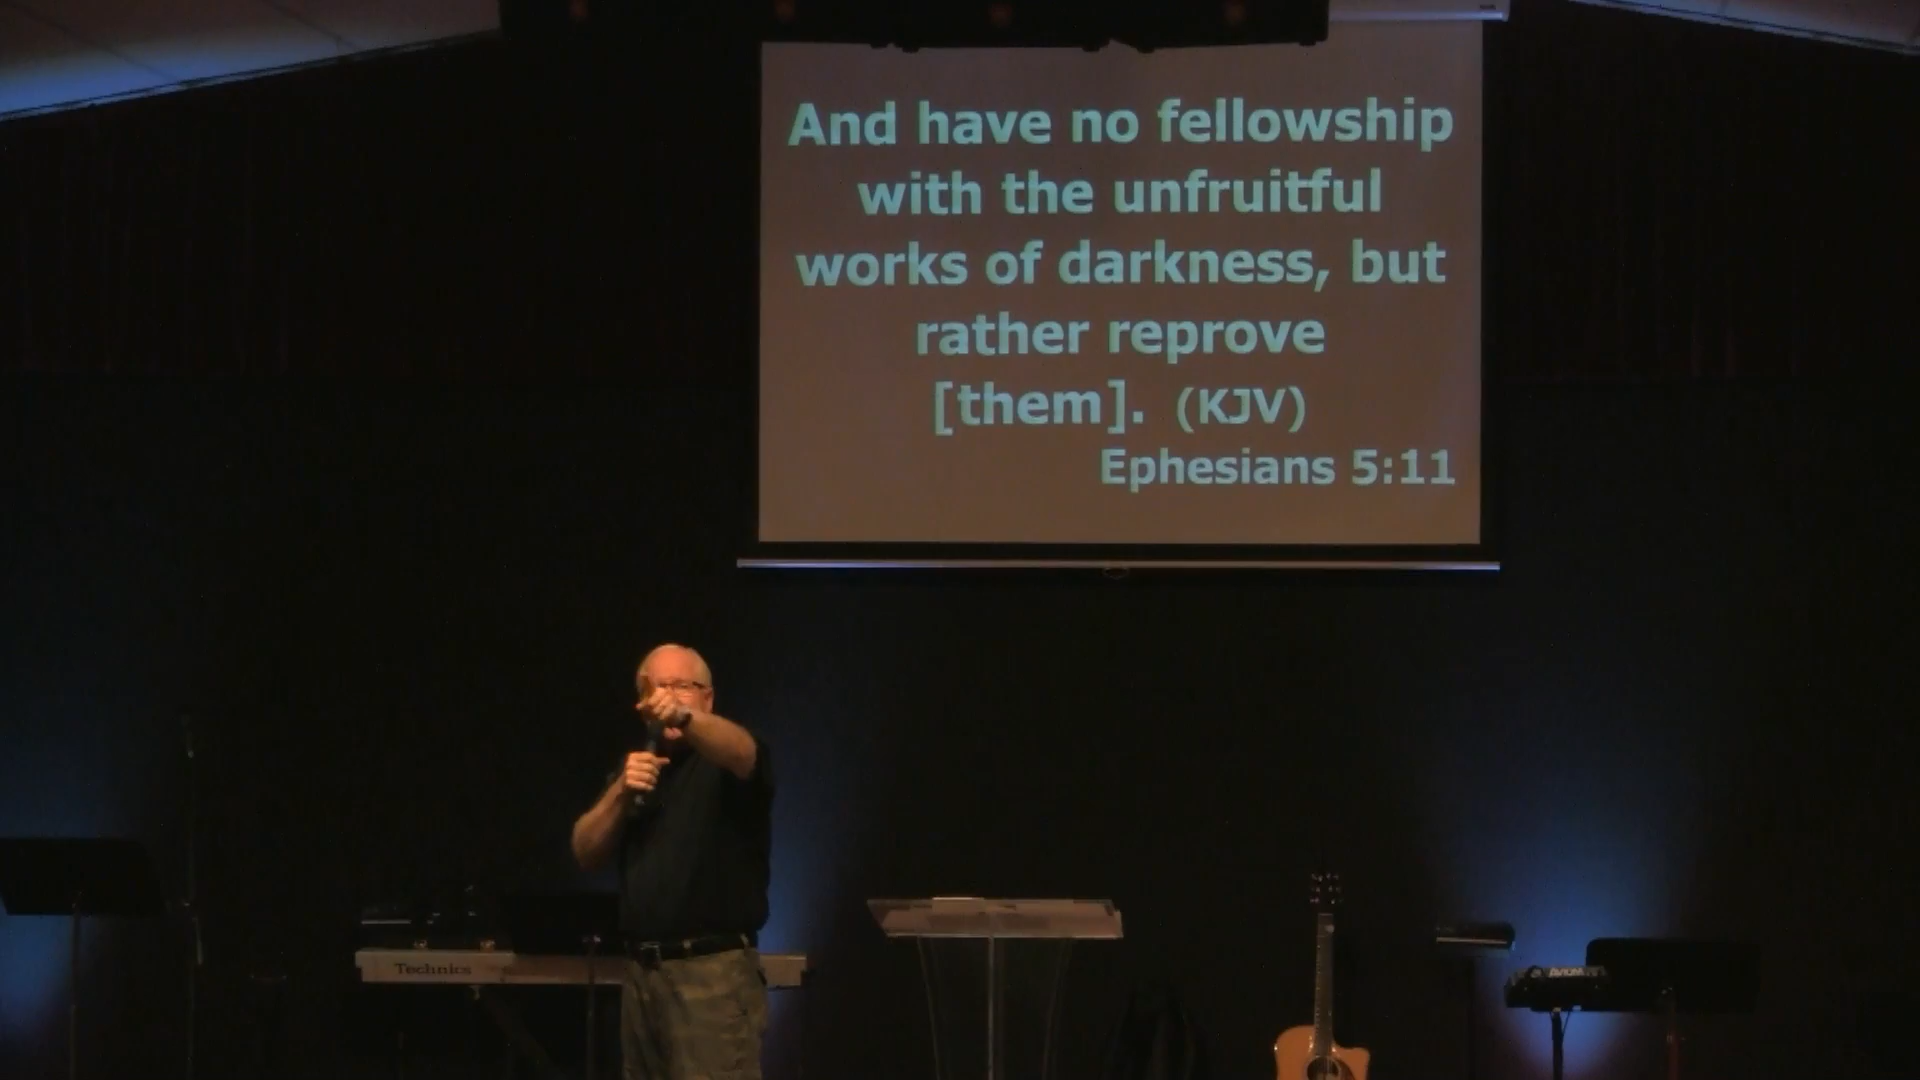 And have no fellowship
with the unfruitful
works of darkness, but
rather reprove
[them]. (KJV)
Ephesians 5:11
Technics
AVIOM